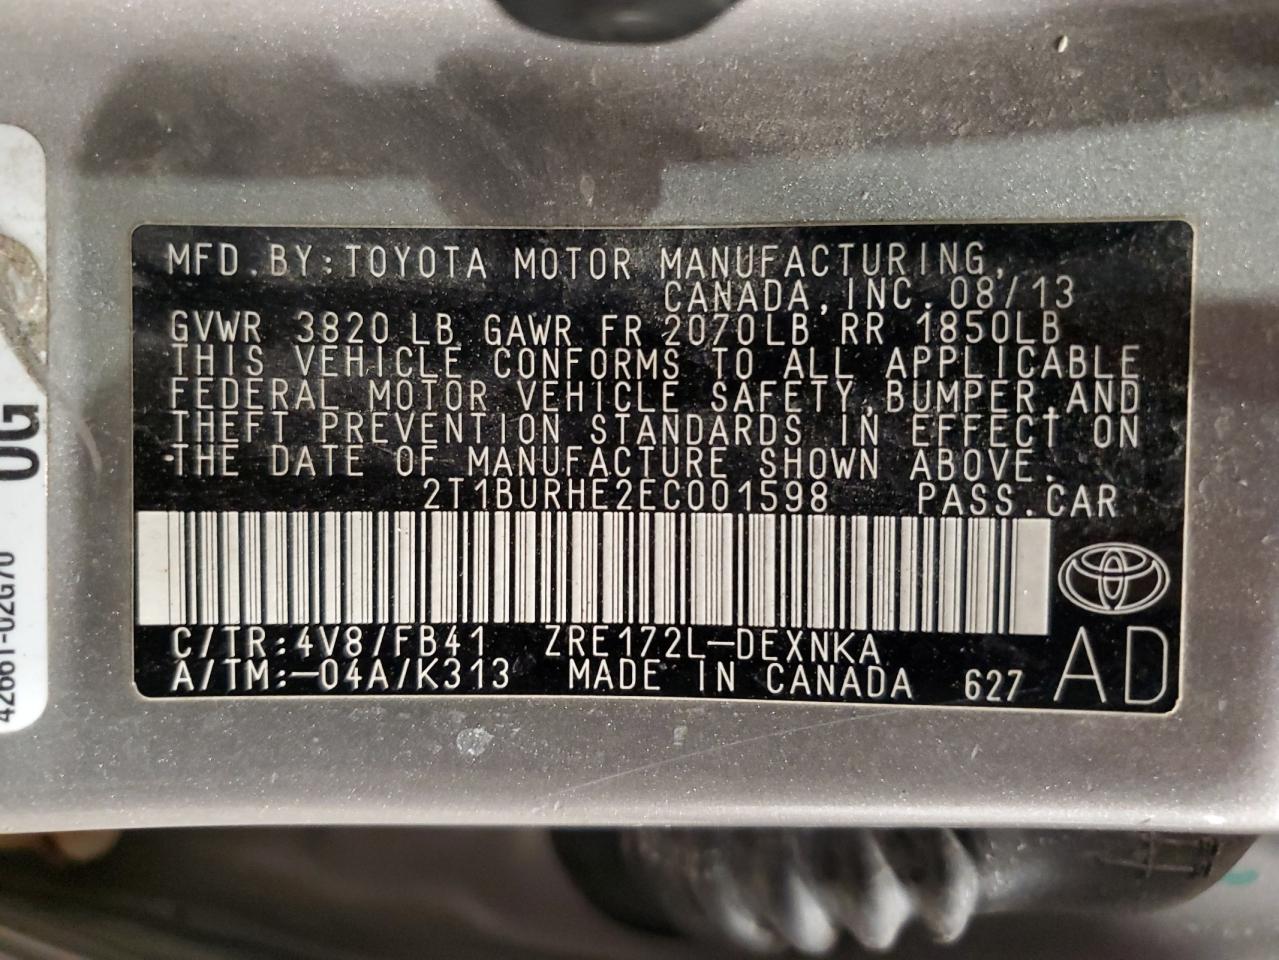 MFD.BY:TOYOTA MOTOR MANUFACTURING,
CANADA,INC. 08/13
GVWR 3820 LB GAWR FR 2070LB RR 1850LB
THIS VEHICLE CONFORMS TO ALL APPLICABLE
FEDERAL MOTOR VEHICLE SAFETY,BUMPER,AND
THEFT PREVENTION STANDARDS IN EFFECT ON
THE DATE OF MANUFACTURE SHOWN ABOVE.
2T1BURHE2EC001598 PASS.CAR
C/TR:4V8/FB41 ZRE172L-DEXNKA
A/TM:-04A/K313 MADE IN CANADA 627 AD
0G
42661-02G70